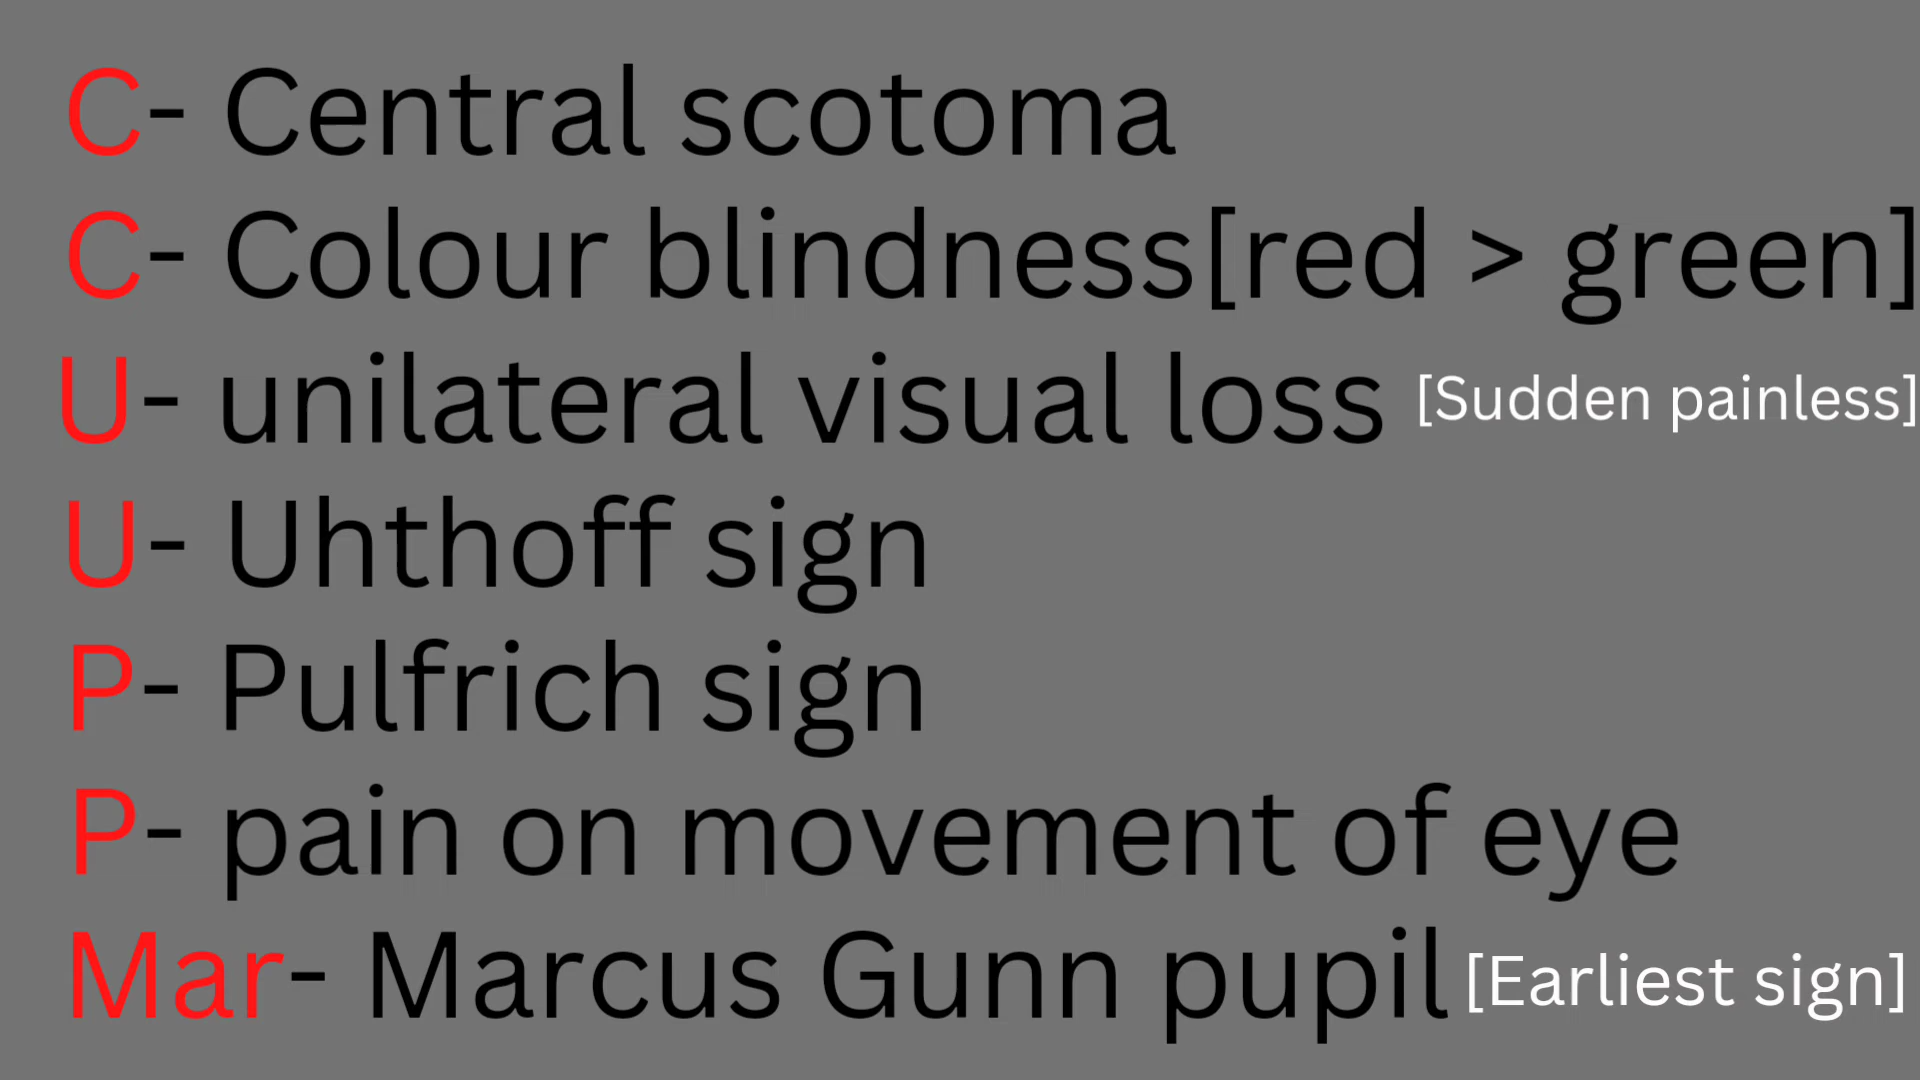 C- Central scotoma
C- Colour blindness[red > green]
U- unilateral visual loss [Sudden painless]
U- Uhthoff sign
P- Pulfrich sign
P- pain on movement of eye
Mar- Marcus Gunn pupil [Earliest sign]